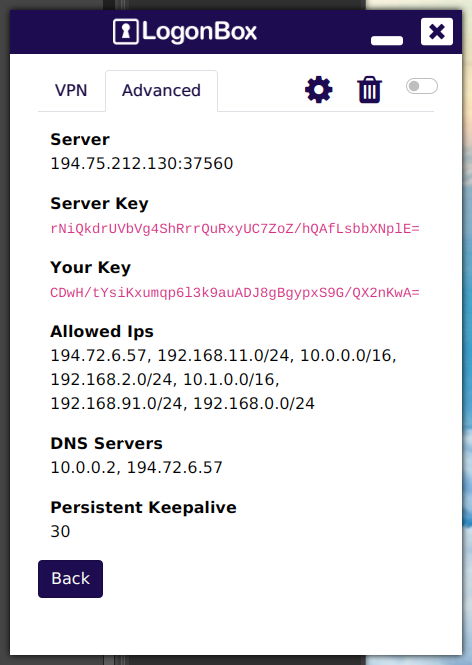 LogonBox
VPN
Advanced
Server
194.75.212.130:37560
Server Key
rNiQkdrUVbVg4ShRrrQuRxyUC7ZoZ/hQAfLsbbXNplE=
Your Key
CDwH/tYsiKxumqp6l3k9auADJ8gBgypxS9G/QX2nKwA=
Allowed Ips
194.72.6.57, 192.168.11.0/24, 10.0.0.0/16,
192.168.2.0/24, 10.1.0.0/16,
192.168.91.0/24, 192.168.0.0/24
DNS Servers
10.0.0.2, 194.72.6.57
Persistent Keepalive
30
Back